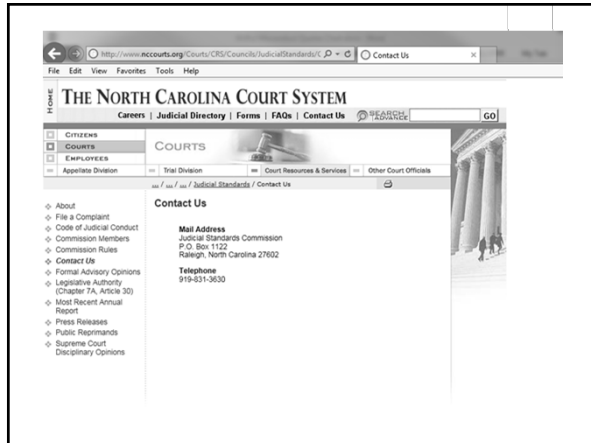 http://www.nccourts.org/Courts/CRS/Councils/JudicialStandards/C
Contact Us
File Edit View Favorites Tools Help
HOME
THE NORTH CAROLINA COURT SYSTEM
Careers | Judicial Directory | Forms | FAQs | Contact Us
SEARCH
ADVANCE
GO
CITIZENS
COURTS
EMPLOYEES
COURTS
Appellate Division
Trial Division
Court Resources & Services
Other Court Officials
... / ... / ... / Judicial Standards / Contact Us
About
File a Complaint
Code of Judicial Conduct
Commission Members
Commission Rules
Contact Us
Formal Advisory Opinions
Legislative Authority
(Chapter 7A, Article 30)
Most Recent Annual
Report
Press Releases
Public Reprimands
Supreme Court
Disciplinary Opinions
Contact Us
Mail Address
Judicial Standards Commission
P.O. Box 1122
Raleigh, North Carolina 27602
Telephone
919-831-3630